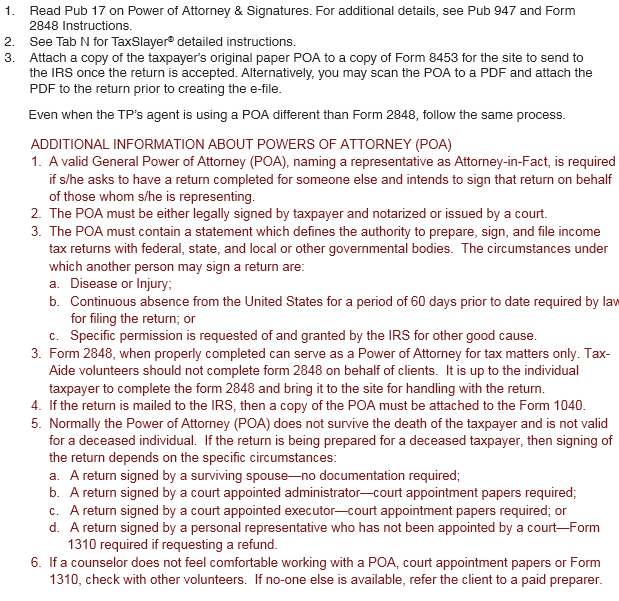 1. Read Pub 17 on Power of Attorney & Signatures. For additional details, see Pub 947 and Form
2848 Instructions.
2. See Tab N for TaxSlayer® detailed instructions.
3. Attach a copy of the taxpayer's original paper POA to a copy of Form 8453 for the site to send to
the IRS once the return is accepted. Alternatively, you may scan the POA to a PDF and attach the
PDF to the return prior to creating the e-file.
Even when the TP's agent is using a POA different than Form 2848, follow the same process.
ADDITIONAL INFORMATION ABOUT POWERS OF ATTORNEY (POA)
1. A valid General Power of Attorney (POA), naming a representative as Attorney-in-Fact, is required
if s/he asks to have a return completed for someone else and intends to sign that return on behalf
of those whom s/he is representing.
2. The POA must be either legally signed by taxpayer and notarized or issued by a court.
3. The POA must contain a statement which defines the authority to prepare, sign, and file income
tax returns with federal, state, and local or other governmental bodies. The circumstances under
which another person may sign a return are:
a. Disease or Injury;
b. Continuous absence from the United States for a period of 60 days prior to date required by law
for filing the return; or
c. Specific permission is requested of and granted by the IRS for other good cause.
3. Form 2848, when properly completed can serve as a Power of Attorney for tax matters only. Tax-
Aide volunteers should not complete form 2848 on behalf of clients. It is up to the individual
taxpayer to complete the form 2848 and bring it to the site for handling with the return.
4. If the return is mailed to the IRS, then a copy of the POA must be attached to the Form 1040.
5. Normally the Power of Attorney (POA) does not survive the death of the taxpayer and is not valid
for a deceased individual. If the return is being prepared for a deceased taxpayer, then signing of
the return depends on the specific circumstances:
a. A return signed by a surviving spouse—no documentation required;
b. A return signed by a court appointed administrator—court appointment papers required;
c. A return signed by a court appointed executor—court appointment papers required; or
d. A return signed by a personal representative who has not been appointed by a court—Form
1310 required if requesting a refund.
6. If a counselor does not feel comfortable working with a POA, court appointment papers or Form
1310, check with other volunteers. If no-one else is available, refer the client to a paid preparer.